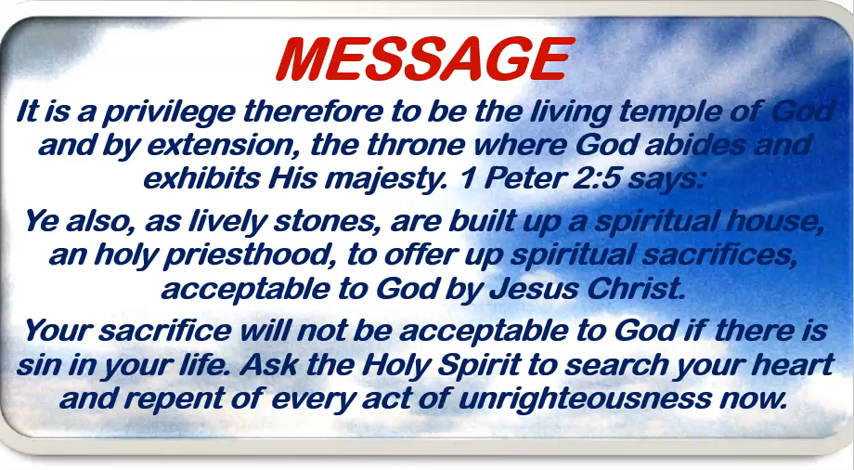 MESSAGE
It is a privilege therefore to be the living temple of God
and by extension, the throne where God abides and
exhibits His majesty. 1 Peter 2:5 says:
Ye also, as lively stones, are built up a spiritual house,
an holy priesthood, to offer up spiritual sacrifices,
acceptable to God by Jesus Christ.
Your sacrifice will not be acceptable to God if there is
sin in your life. Ask the Holy Spirit to search your heart
and repent of every act of unrighteousness now.